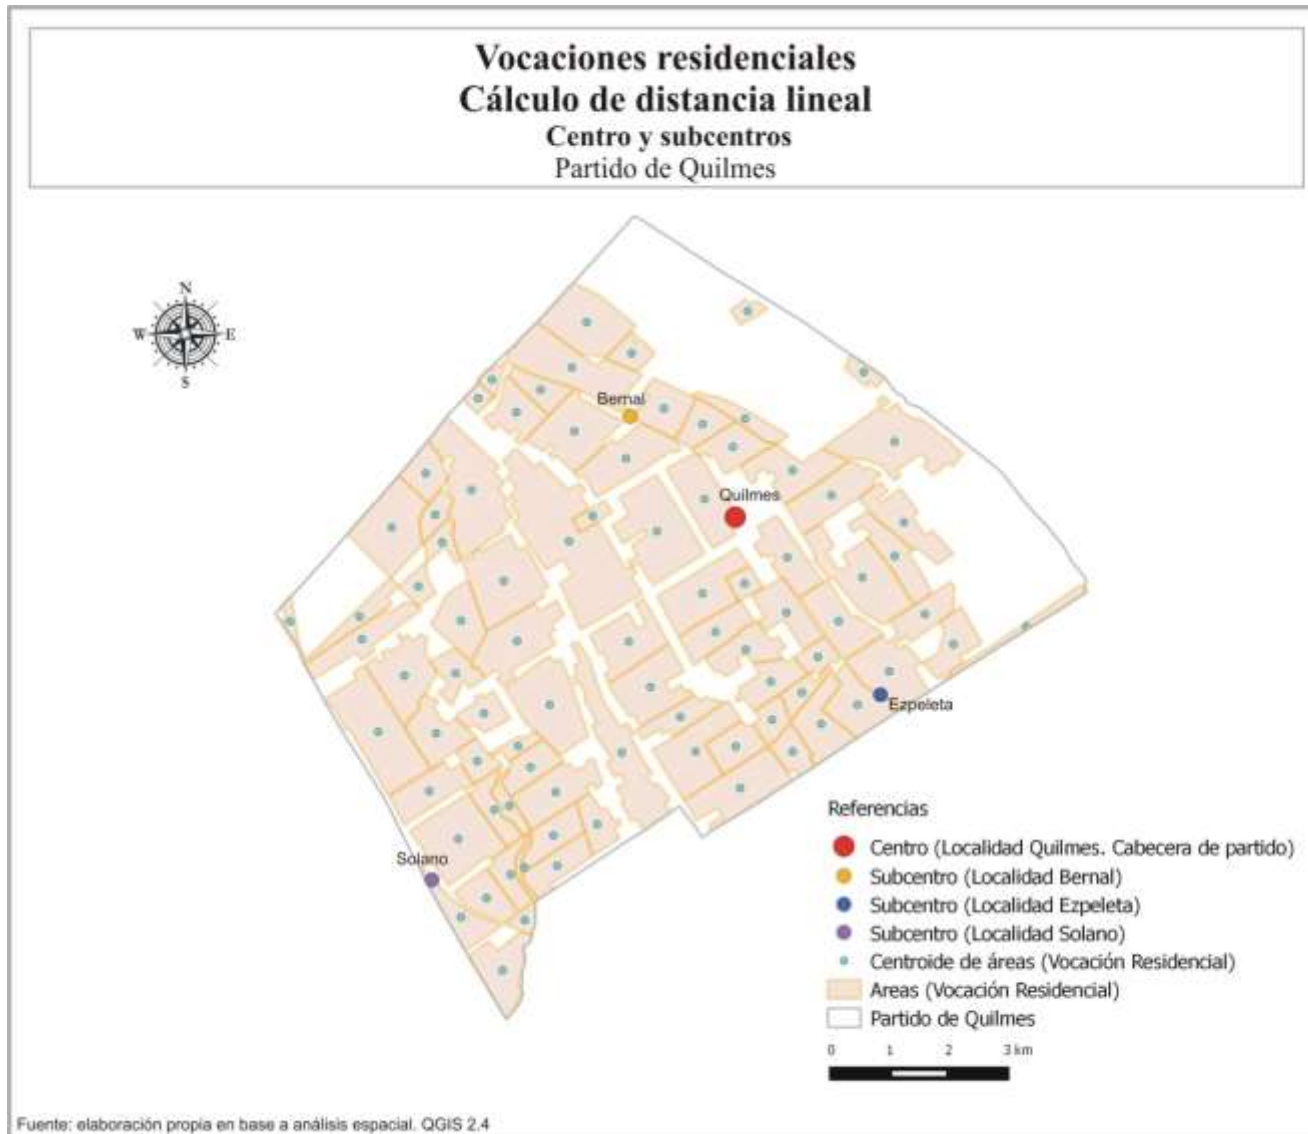 Vocaciones residenciales
Cálculo de distancia lineal
Centro y subcentros
Partido de Quilmes
N
W E
S
Bernal
Quilmes
Ezpeleta
Solano
Referencias
Centro (Localidad Quilmes. Cabecera de partido)
Subcentro (Localidad Bernal)
Subcentro (Localidad Ezpeleta)
Subcentro (Localidad Solano)
Centroide de áreas (Vocación Residencial)
Areas (Vocación Residencial)
Partido de Quilmes
0 1 2 3 km
Fuente: elaboración propia en base a análisis espacial. QGIS 2.4